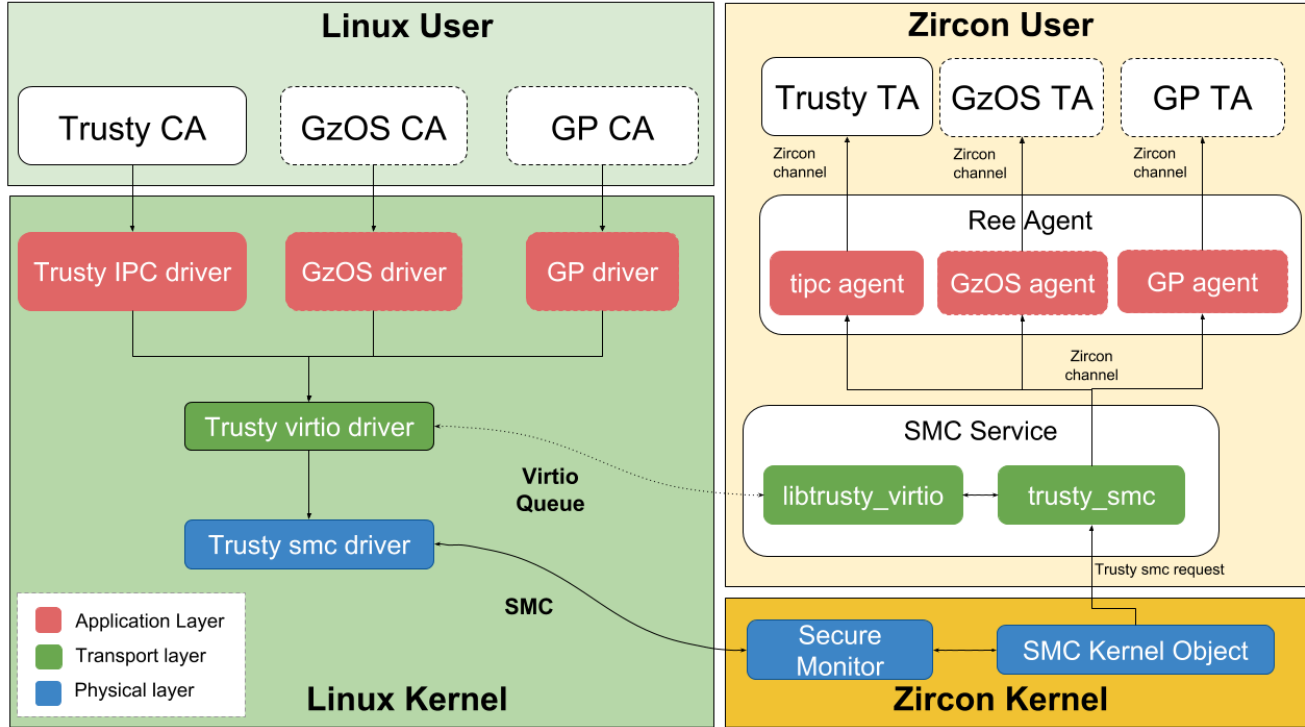 Linux User
Trusty CA
GzOS CA
GP CA
Trusty IPC driver
GzOS driver
GP driver
Trusty virtio driver
Trusty smc driver
Virtio
Queue
SMC
Application Layer
Transport layer
Physical layer
Linux Kernel
Zircon User
Trusty TA
GzOS TA
GP TA
Zircon
channel
Zircon
channel
Zircon
channel
Ree Agent
tipc agent
GzOS agent
GP agent
Zircon
channel
SMC Service
libtrusty_virtio
trusty_smc
Trusty smc request
Secure
Monitor
SMC Kernel Object
Zircon Kernel